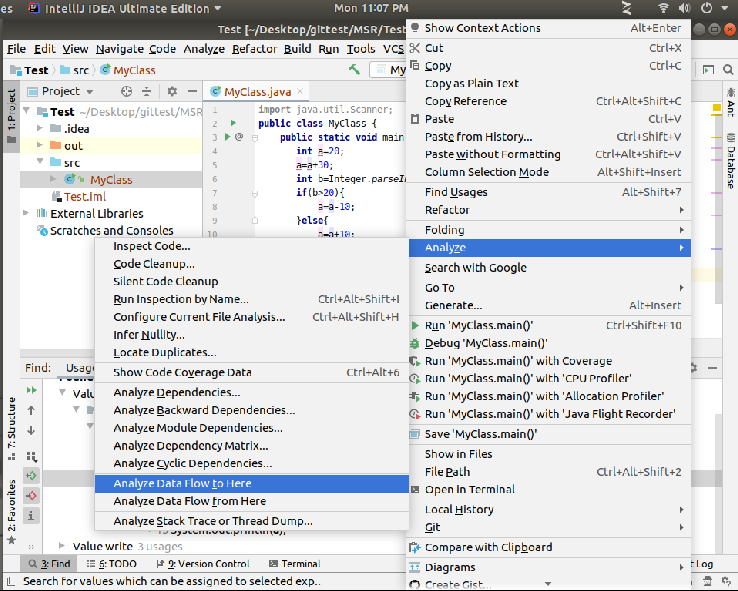 es IntelliJ IDEA Ultimate Edition Mon 11:07 PM
Test [~/Desktop/gittest/MSR/Test
File Edit View Navigate Code Analyze Refactor Build Run Tools VCS
Test src MyClass My
Project
MyClass.java
1: Project
Test ~/Desktop/gittest/MSR
.idea
out
src
MyClass
Test.iml
External Libraries
Scratches and Consoles
1 import java.util.Scanner;
2 public class MyClass {
3 @ public static void main
4 int a=20;
5 a=a+30;
6 int b=Integer.parseI
7 if(b>20){
8 a=a-10;
9 }else{
10 a=a+10;
Show Context Actions Alt+Enter
Cut Ctrl+X
Copy Ctrl+C
Copy as Plain Text
Copy Reference Ctrl+Alt+Shift+C
Paste Ctrl+V
Paste from History... Ctrl+Shift+V
Paste without Formatting Ctrl+Alt+Shift+V
Column Selection Mode Alt+Shift+Insert
Find Usages Alt+Shift+7
Refactor
Folding
Analyze
Search with Google
Go To
Generate... Alt+Insert
Run 'MyClass.main()' Ctrl+Shift+F10
Debug 'MyClass.main()'
Run 'MyClass.main()' with Coverage
Run 'MyClass.main()' with 'CPU Profiler'
Run 'MyClass.main()' with 'Allocation Profiler'
Run 'MyClass.main()' with 'Java Flight Recorder'
Save 'MyClass.main()'
Show in Files
File Path Ctrl+Alt+Shift+2
Open in Terminal
Local History
Git
Compare with Clipboard
Diagrams
Create Gist...
Ant
Database
Inspect Code...
Code Cleanup...
Silent Code Cleanup
Run Inspection by Name... Ctrl+Alt+Shift+I
Configure Current File Analysis... Ctrl+Alt+Shift+H
Infer Nullity...
Locate Duplicates...
Show Code Coverage Data Ctrl+Alt+6
Analyze Dependencies...
Analyze Backward Dependencies...
Analyze Module Dependencies...
Analyze Dependency Matrix...
Analyze Cyclic Dependencies...
Analyze Data Flow to Here
Analyze Data Flow from Here
Analyze Stack Trace or Thread Dump...
Find: Usag
Valu
7: Structure
2: Favorites
Value write 3 usages
3: Find 6: TODO 9: Version Control Terminal t Log
Search for values which can be assigned to selected exp...